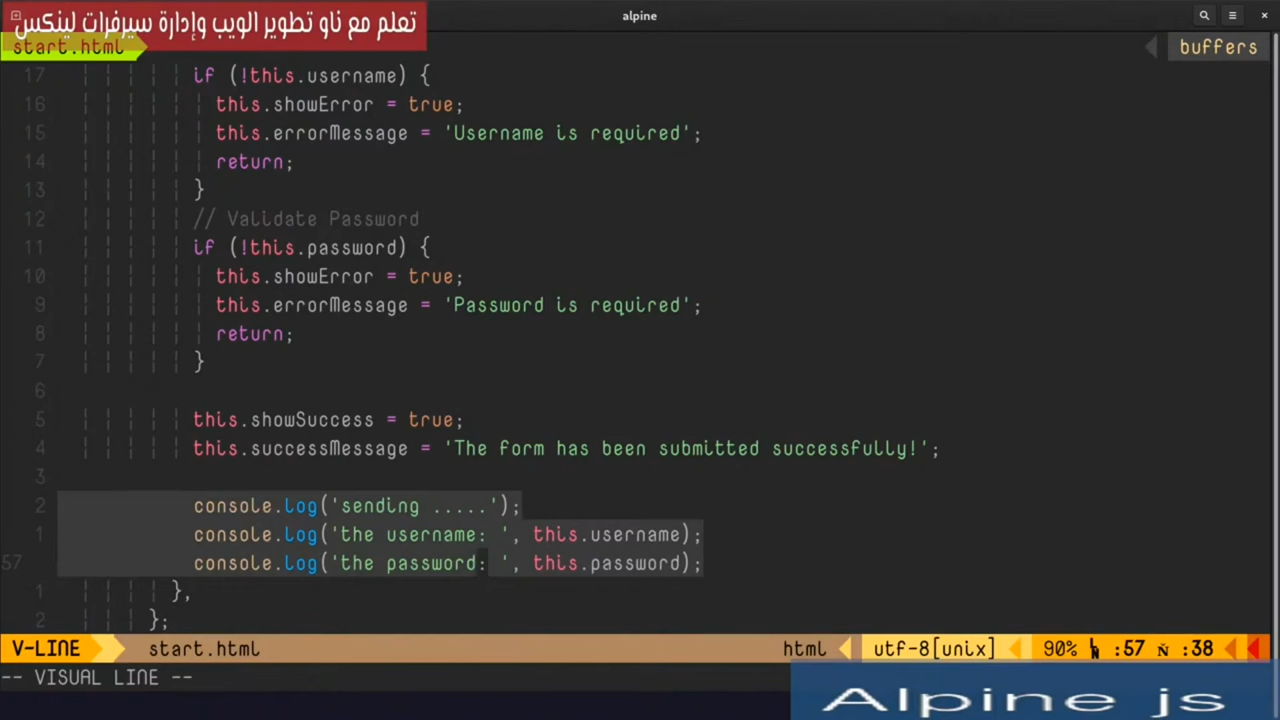 تعلم مع ناو تطوير الويب وإدارة سيرفرات لينكس
alpine
start.html
buffers
17 if (!this.username) {
16 this.showError = true;
15 this.errorMessage = 'Username is required';
14 return;
13 }
12 // Validate Password
11 if (!this.password) {
10 this.showError = true;
9 this.errorMessage = 'Password is required';
8 return;
7 }
6
5 this.showSuccess = true;
4 this.successMessage = 'The form has been submitted successfully!';
3
2 console.log('sending .....');
1 console.log('the username: ', this.username);
57 console.log('the password: ', this.password);
1 },
2 };
V-LINE start.html html utf-8[unix] 90% ㏑ :57 ㏇ :38
-- VISUAL LINE --
Alpine js